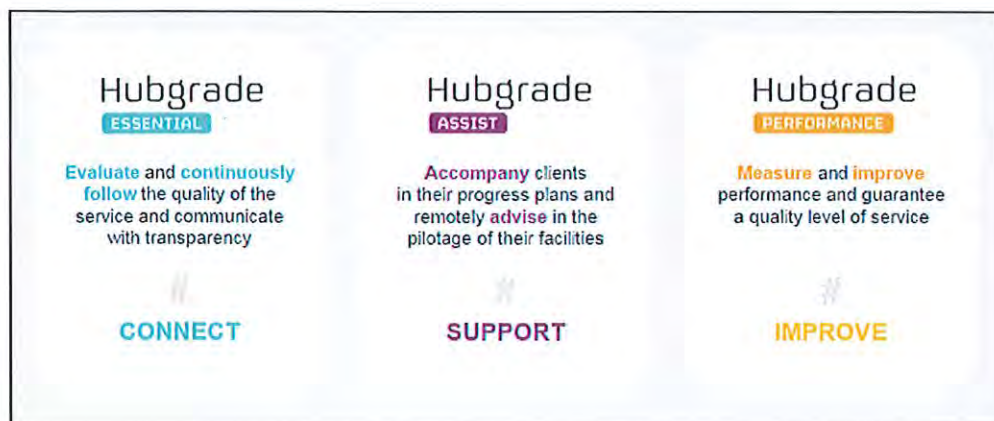 Hubgrade
ESSENTIAL
Evaluate and continuously
follow the quality of the
service and communicate
with transparency
#
CONNECT
Hubgrade
ASSIST
Accompany clients
in their progress plans and
remotely advise in the
pilotage of their facilities
#
SUPPORT
Hubgrade
PERFORMANCE
Measure and improve
performance and guarantee
a quality level of service
#
IMPROVE